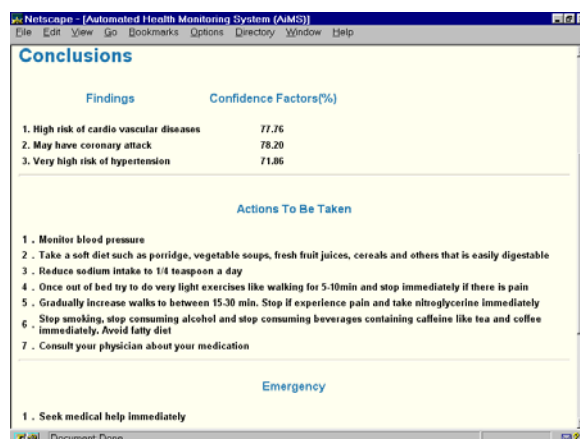 Netscape - [Automated Health Monitoring System (AiMS)]
File Edit View Go Bookmarks Options Directory Window Help
Conclusions
Findings Confidence Factors(%)
1. High risk of cardio vascular diseases 77.76
2. May have coronary attack 78.20
3. Very high risk of hypertension 71.86
Actions To Be Taken
1 . Monitor blood pressure
2 . Take a soft diet such as porridge, vegetable soups, fresh fruit juices, cereals and others that is easily digestable
3 . Reduce sodium intake to 1/4 teaspoon a day
4 . Once out of bed try to do very light exercises like walking for 5-10min and stop immediately if there is pain
5 . Gradually increase walks to between 15-30 min. Stop if experience pain and take nitroglycerine immediately
6 . Stop smoking, stop consuming alcohol and stop consuming beverages containing caffeine like tea and coffee
immediately. Avoid fatty diet
7 . Consult your physician about your medication
Emergency
1 . Seek medical help immediately
Document Done